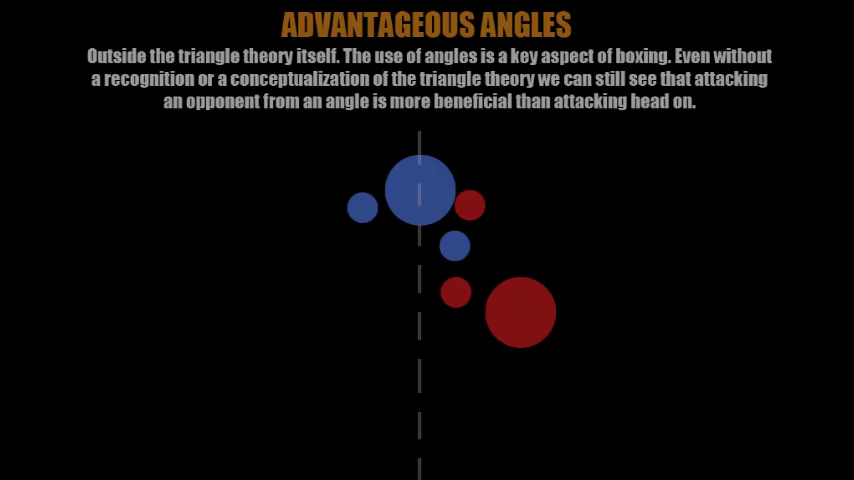 ADVANTAGEOUS ANGLES
Outside the triangle theory itself. The use of angles is a key aspect of boxing. Even without
a recognition or a conceptualization of the triangle theory we can still see that attacking
an opponent from an angle is more beneficial than attacking head on.